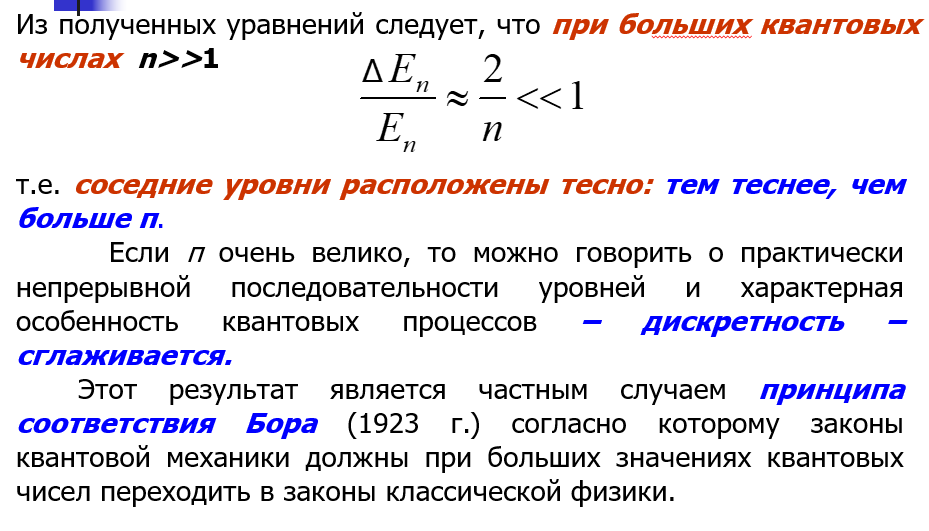 Из полученных уравнений следует, что при больших квантовых
числах n>>1
Δ Eₙ / Eₙ ≈ 2 / n << 1
т.е. соседние уровни расположены тесно: тем теснее, чем
больше п.
Если п очень велико, то можно говорить о практически
непрерывной последовательности уровней и характерная
особенность квантовых процессов – дискретность –
сглаживается.
Этот результат является частным случаем принципа
соответствия Бора (1923 г.) согласно которому законы
квантовой механики должны при больших значениях квантовых
чисел переходить в законы классической физики.